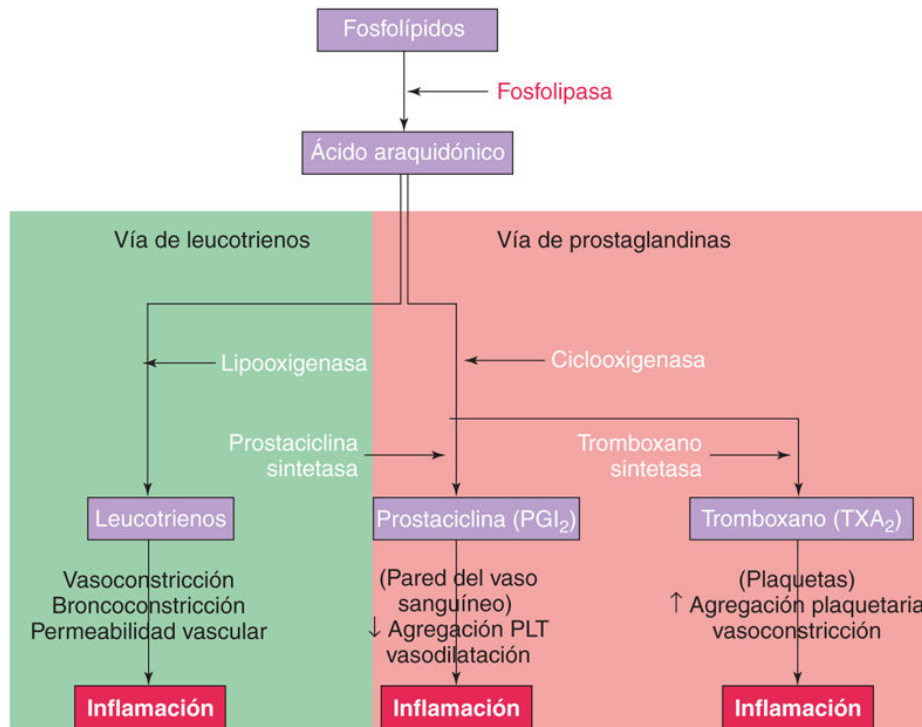 Fosfolípidos
Fosfolipasa
Ácido araquidónico
Vía de leucotrienos
Vía de prostaglandinas
Lipooxigenasa
Ciclooxigenasa
Prostaciclina
sintetasa
Tromboxano
sintetasa
Leucotrienos
Prostaciclina (PGI₂)
Tromboxano (TXA₂)
Vasoconstricción
Broncoconstricción
Permeabilidad vascular
(Pared del vaso
sanguíneo)
↓ Agregación PLT
vasodilatación
(Plaquetas)
↑ Agregación plaquetaria
vasoconstricción
Inflamación
Inflamación
Inflamación